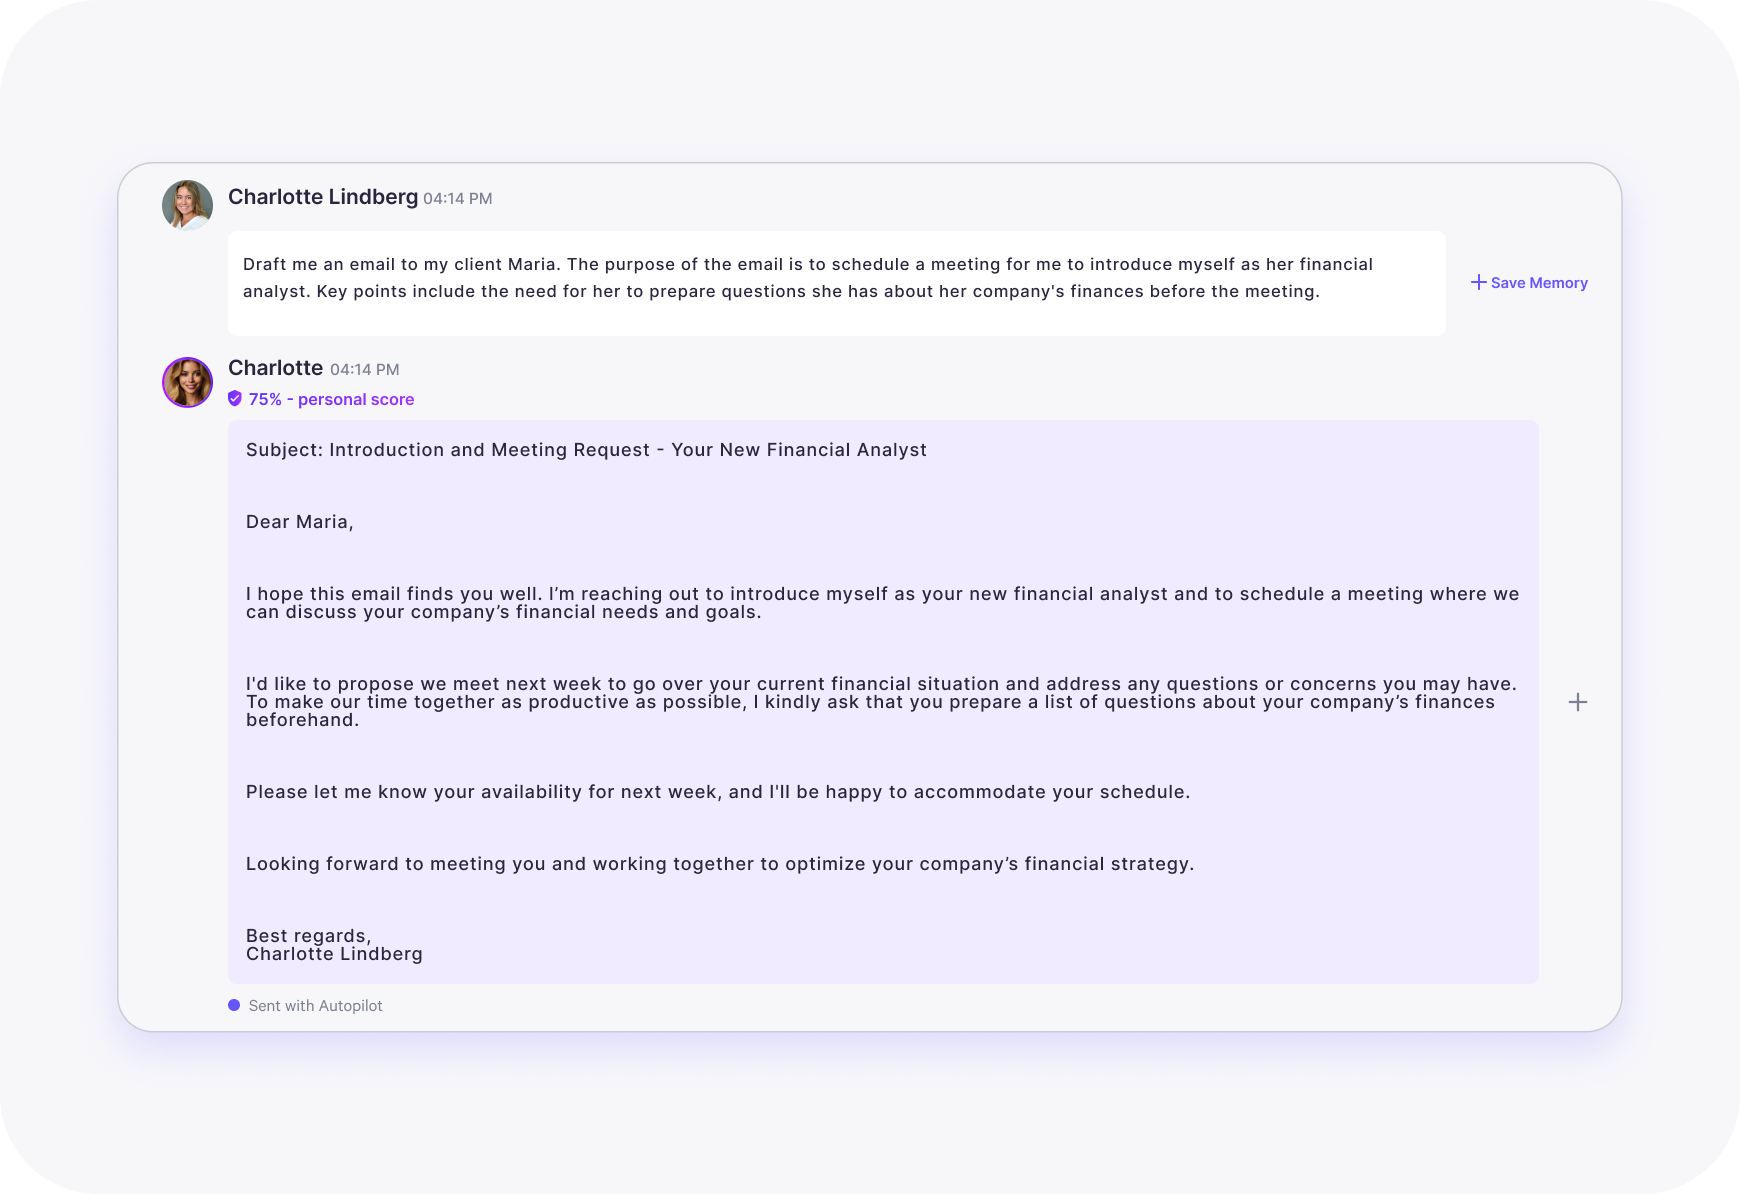 Charlotte Lindberg 04:14 PM
Draft me an email to my client Maria. The purpose of the email is to schedule a meeting for me to introduce myself as her financial
analyst. Key points include the need for her to prepare questions she has about her company's finances before the meeting.
Save Memory
Charlotte 04:14 PM
75% - personal score
Subject: Introduction and Meeting Request - Your New Financial Analyst
Dear Maria,
I hope this email finds you well. I’m reaching out to introduce myself as your new financial analyst and to schedule a meeting where we
can discuss your company’s financial needs and goals.
I'd like to propose we meet next week to go over your current financial situation and address any questions or concerns you may have.
To make our time together as productive as possible, I kindly ask that you prepare a list of questions about your company’s finances
beforehand.
Please let me know your availability for next week, and I'll be happy to accommodate your schedule.
Looking forward to meeting you and working together to optimize your company’s financial strategy.
Best regards,
Charlotte Lindberg
Sent with Autopilot